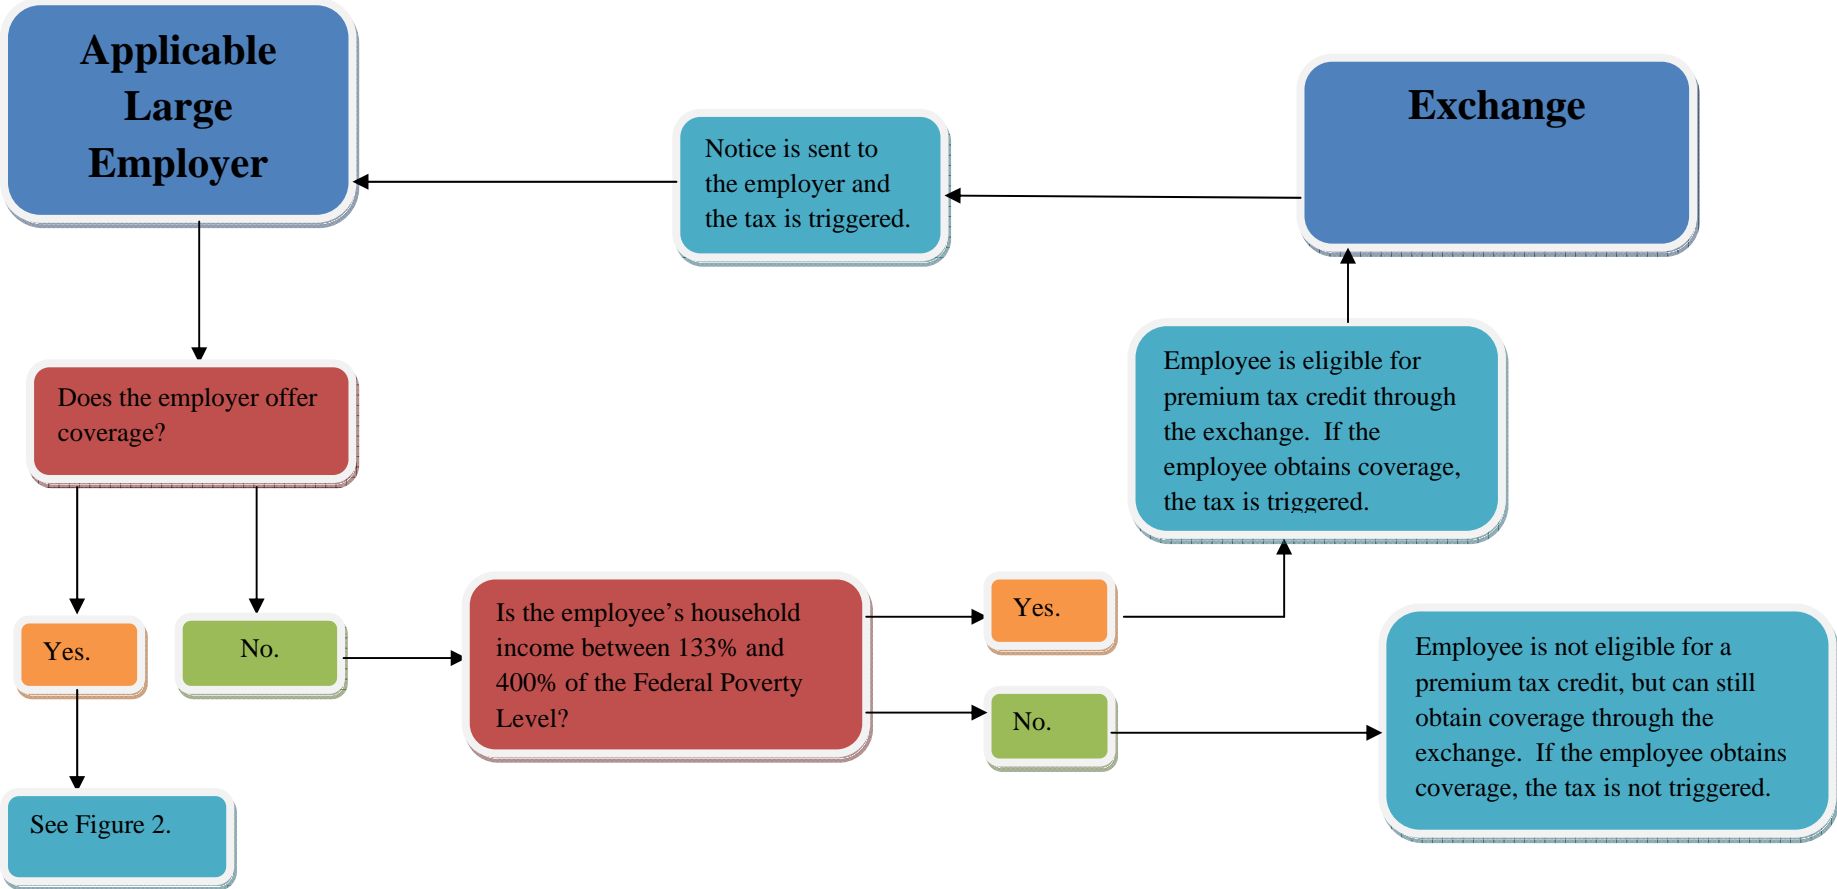 Applicable
Large
Employer
Exchange
Notice is sent to
the employer and
the tax is triggered.
Does the employer offer
coverage?
Employee is eligible for
premium tax credit through
the exchange.  If the
employee obtains coverage,
the tax is triggered.
Yes.
No.
Is the employee’s household
income between 133% and
400% of the Federal Poverty
Level?
Yes.
No.
Employee is not eligible for a
premium tax credit, but can still
obtain coverage through the
exchange.  If the employee obtains
coverage, the tax is not triggered.
See Figure 2.